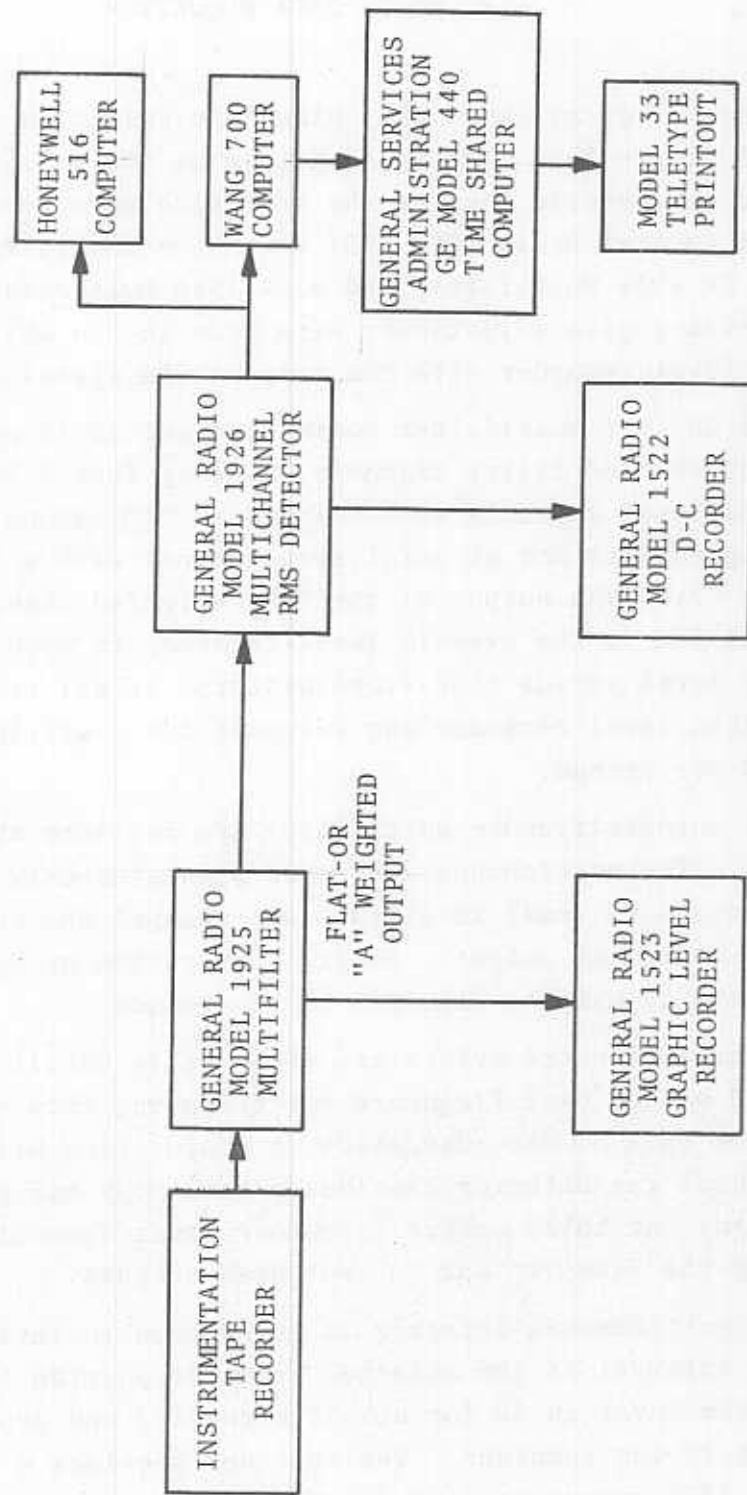 INSTRUMENTATION
TAPE
RECORDER
GENERAL RADIO
MODEL 1925
MULTIFILTER
FLAT-OR
"A" WEIGHTED
OUTPUT
GENERAL RADIO
MODEL 1523
GRAPHIC LEVEL
RECORDER
GENERAL RADIO
MODEL 1926
MULTICHANNEL
RMS DETECTOR
GENERAL RADIO
MODEL 1522
D-C
RECORDER
HONEYWELL
516
COMPUTER
WANG 700
COMPUTER
GENERAL SERVICES
ADMINISTRATION
GE MODEL 440
TIME SHARED
COMPUTER
MODEL 33
TELETYPE
PRINTOUT